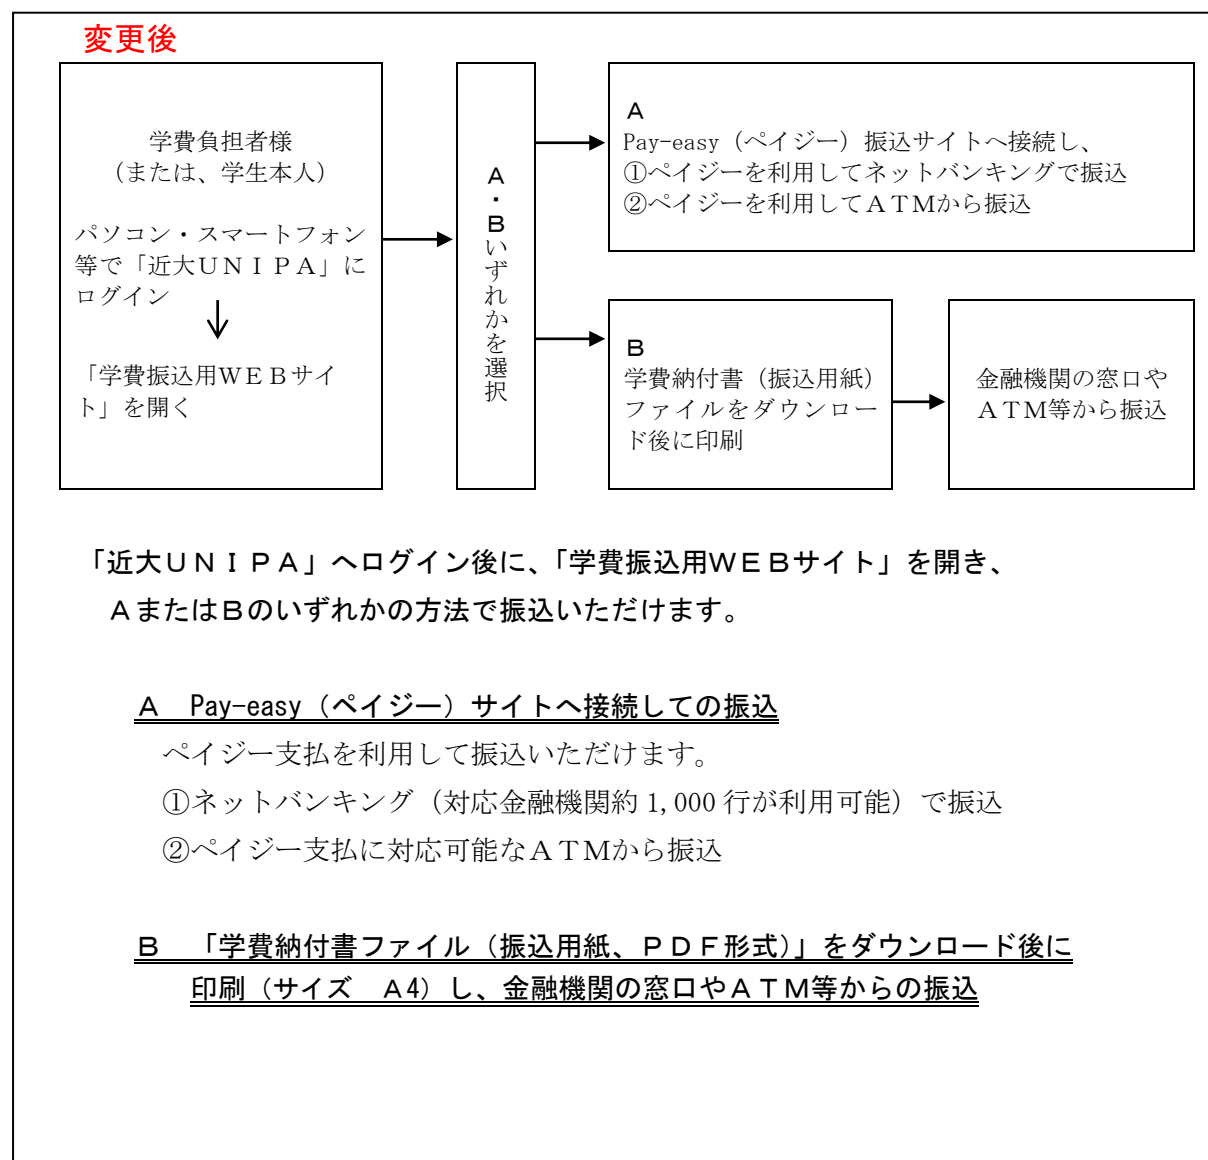 変更後
学費負担者様
（または、学生本人）
パソコン・スマートフォン
等で「近大ＵＮＩＰＡ」に
ログイン
「学費振込用ＷＥＢサイ
ト」を開く
Ａ・Ｂいずれかを選択
Ａ
Pay-easy（ペイジー）振込サイトへ接続し、
①ペイジーを利用してネットバンキングで振込
②ペイジーを利用してＡＴＭから振込
Ｂ
学費納付書（振込用紙）
ファイルをダウンロー
ド後に印刷
金融機関の窓口や
ＡＴＭ等から振込
「近大ＵＮＩＰＡ」へログイン後に、「学費振込用ＷＥＢサイト」を開き、
ＡまたはＢのいずれかの方法で振込いただけます。
Ａ　Pay-easy（ペイジー）サイトへ接続しての振込
ペイジー支払を利用して振込いただけます。
①ネットバンキング（対応金融機関約 1,000 行が利用可能）で振込
②ペイジー支払に対応可能なＡＴＭから振込
Ｂ　「学費納付書ファイル（振込用紙、ＰＤＦ形式）」をダウンロード後に
印刷（サイズ　Ａ4）し、金融機関の窓口やＡＴＭ等からの振込